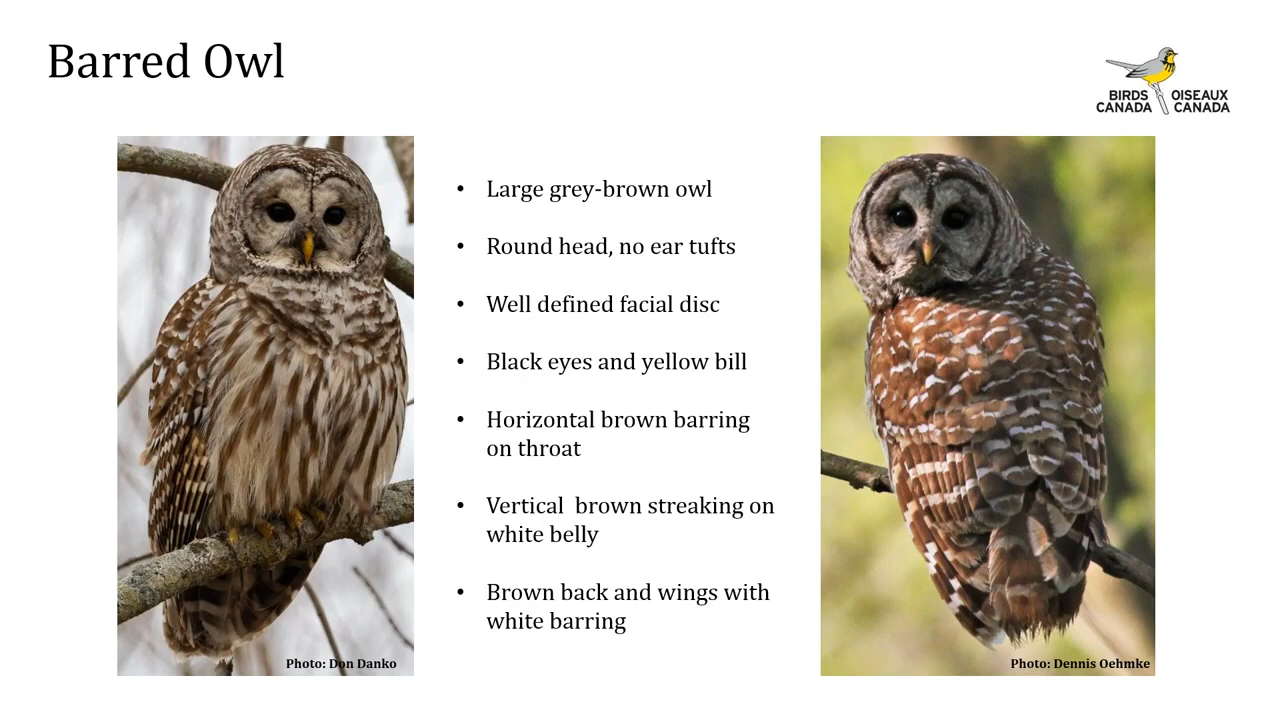 Barred Owl
BIRDS CANADA
OISEAUX CANADA
• Large grey-brown owl
• Round head, no ear tufts
• Well defined facial disc
• Black eyes and yellow bill
• Horizontal brown barring
on throat
• Vertical  brown streaking on
white belly
• Brown back and wings with
white barring
Photo: Don Danko
Photo: Dennis Oehmke